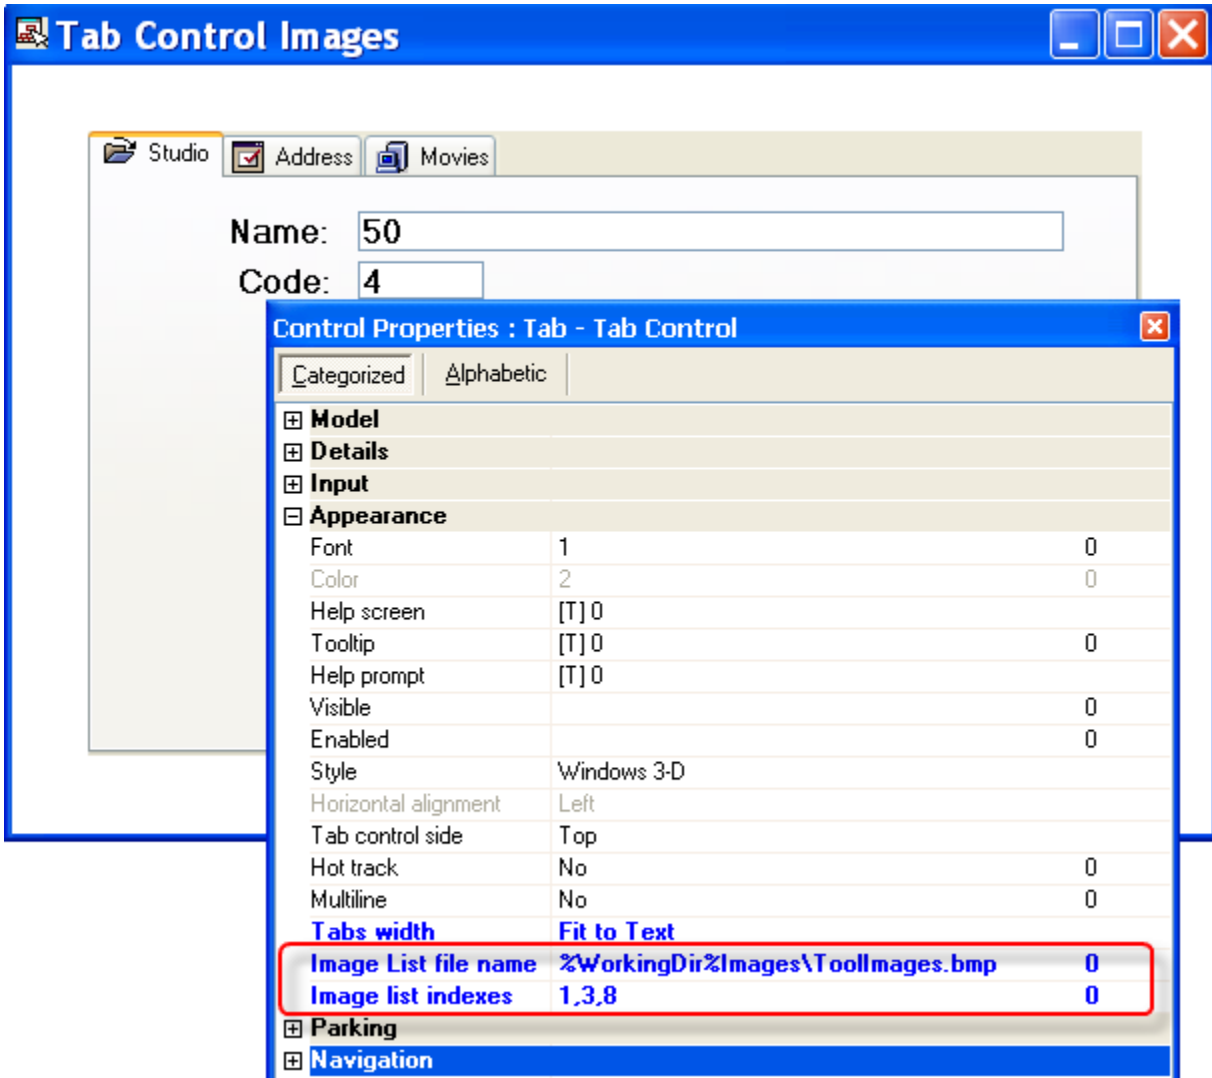 Tab Control Images
Studio Address Movies
Name: 50
Code: 4
Control Properties : Tab - Tab Control
Categorized Alphabetic
Model
Details
Input
Appearance
Font 1 0
Color 2 0
Help screen [T] 0
Tooltip [T] 0 0
Help prompt [T] 0
Visible 0
Enabled 0
Style Windows 3-D
Horizontal alignment Left
Tab control side Top
Hot track No 0
Multiline No 0
Tabs width Fit to Text
Image List file name %WorkingDir%Images\ToolImages.bmp 0
Image list indexes 1,3,8 0
Parking
Navigation